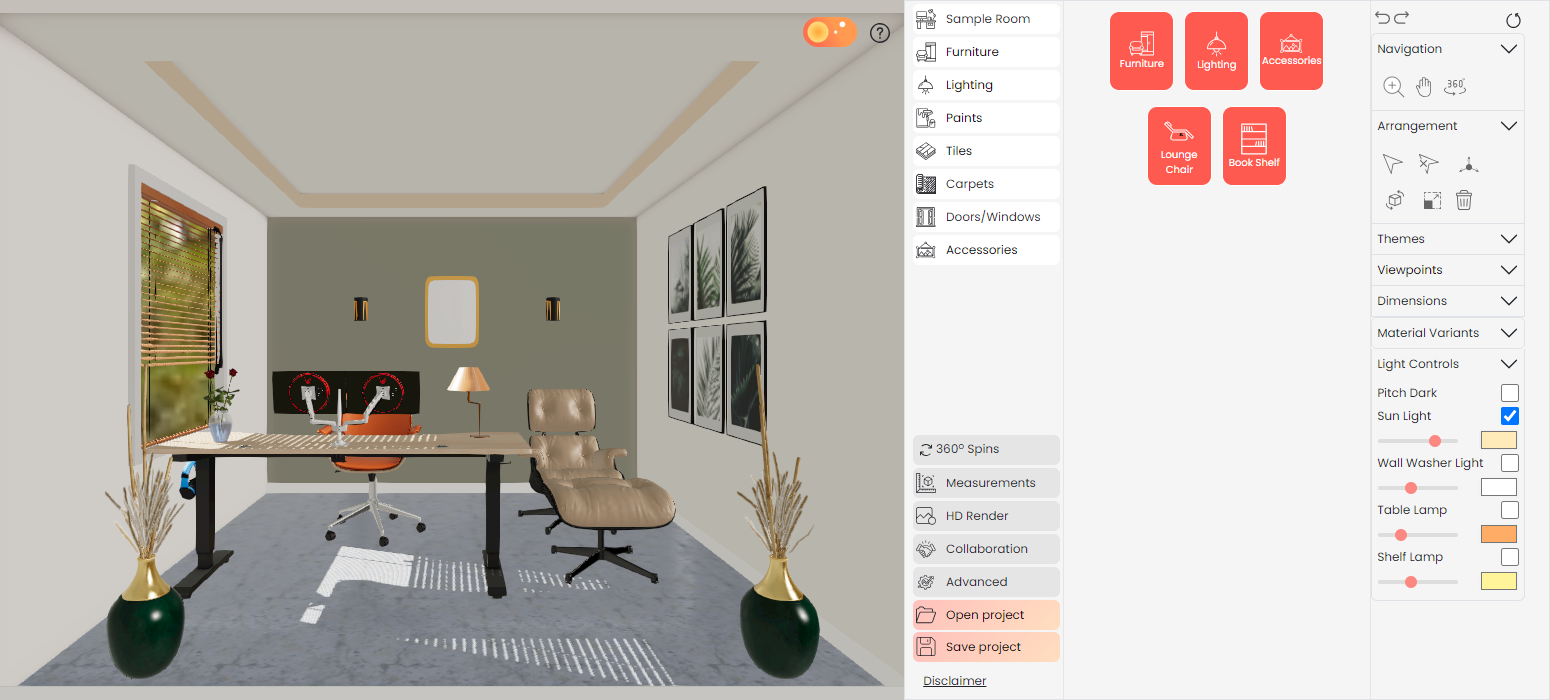 ?
Sample Room
Furniture
Lighting
Paints
Tiles
Carpets
Doors/Windows
Accessories
360º Spins
Measurements
HD Render
Collaboration
Advanced
Open project
Save project
Disclaimer
Furniture
Lighting
Accessories
Lounge
Chair
Book Shelf
Navigation
360°
Arrangement
Themes
Viewpoints
Dimensions
Material Variants
Light Controls
Pitch Dark
Sun Light
Wall Washer Light
Table Lamp
Shelf Lamp